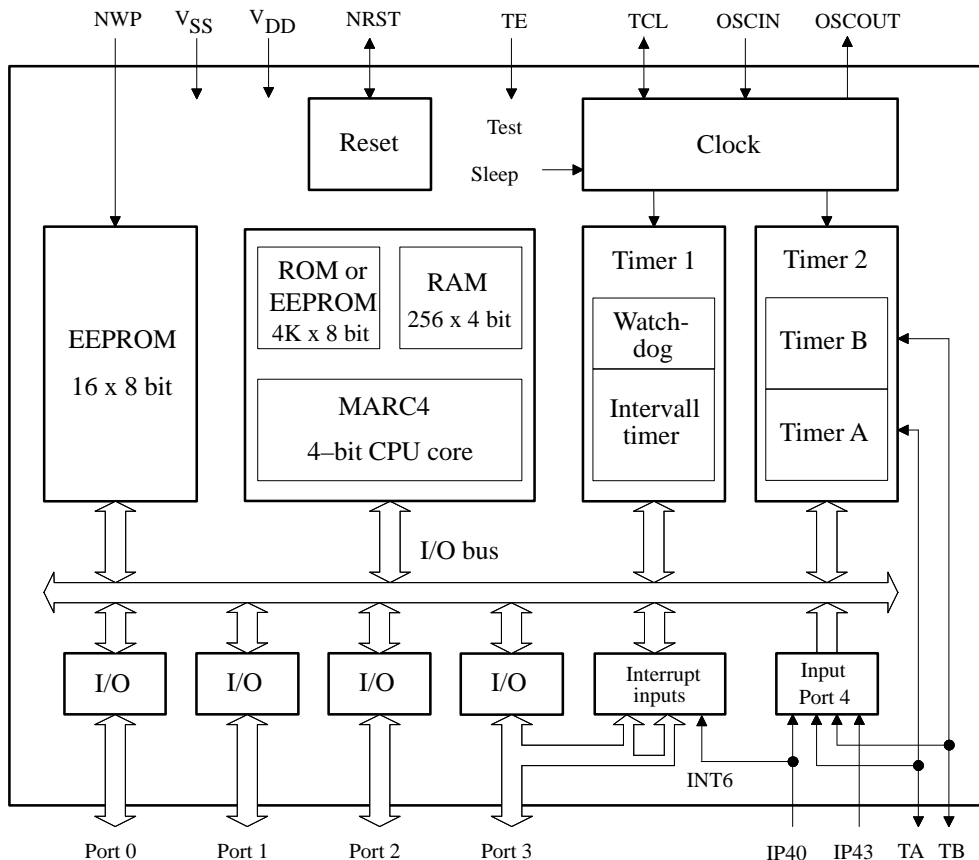 NWP VSS VDD NRST TE TCL OSCIN OSCOUT
Reset
Test
Sleep
Clock
EEPROM
16 x 8 bit
ROM or
EEPROM
4K x 8 bit
RAM
256 x 4 bit
MARC4
4–bit CPU core
Timer 1
Watch-
dog
Intervall
timer
Timer 2
Timer B
Timer A
I/O bus
I/O
I/O
I/O
I/O
Interrupt
inputs
Input
Port 4
INT6
Port 0 Port 1 Port 2 Port 3 IP40 IP43 TA TB